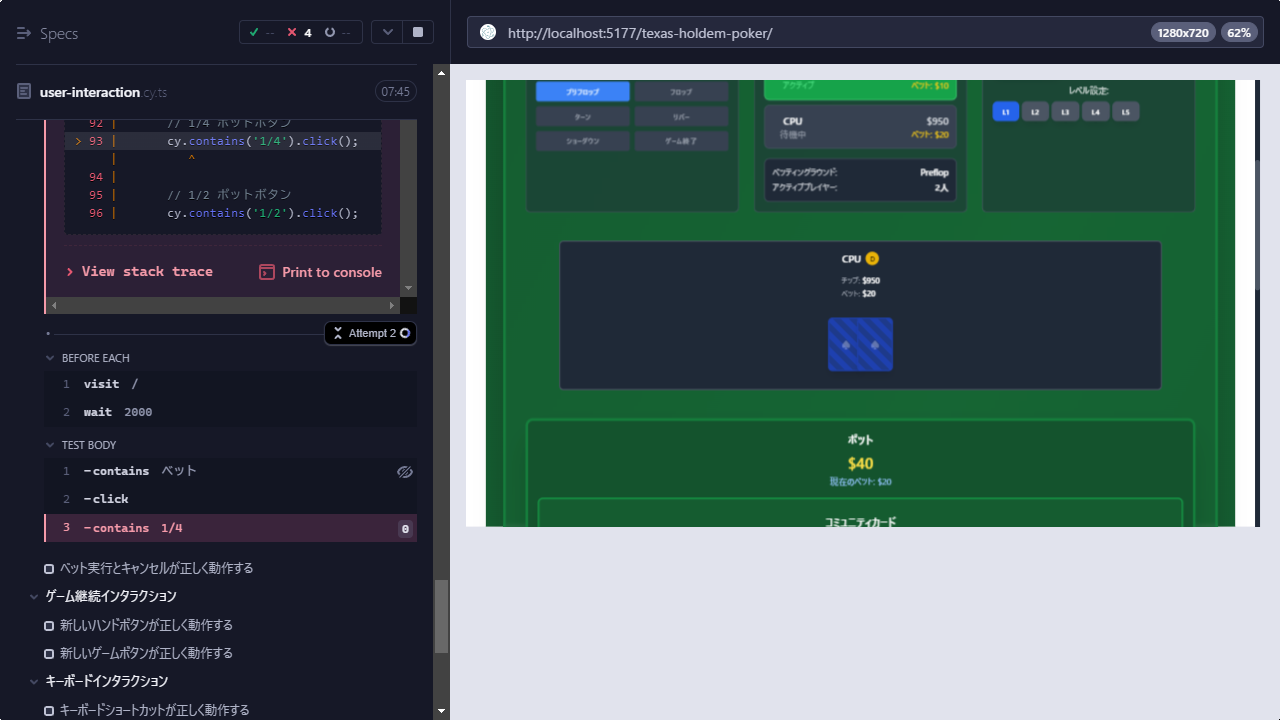 Specs
-- 4 --
user-interaction.cy.ts
07:45
92 | // 1/4 ポットボタン
> 93 | cy.contains('1/4').click();
| ^
94 |
95 | // 1/2 ポットボタン
96 | cy.contains('1/2').click();
> View stack trace
Print to console
Attempt 2
BEFORE EACH
1 visit /
2 wait 2000
TEST BODY
1 -contains ベット
2 -click
3 -contains 1/4 0
ベット実行とキャンセルが正しく動作する
ゲーム継続インタラクション
新しいハンドボタンが正しく動作する
新しいゲームボタンが正しく動作する
キーボードインタラクション
キーボードショートカットが正しく動作する
http://localhost:5177/texas-holdem-poker/
1280x720
62%
プリフロップ
フロップ
ターン
リバー
ショーダウン
ゲーム終了
アクティブ
ベット: $10
CPU
$950
待機中
ベット: $20
ベッティングラウンド:
Preflop
アクティブプレイヤー:
2人
レベル設定:
L1
L2
L3
L4
L5
CPU D
チップ: $950
ベット: $20
ポット
$40
現在のベット: $20
コミュニティカード